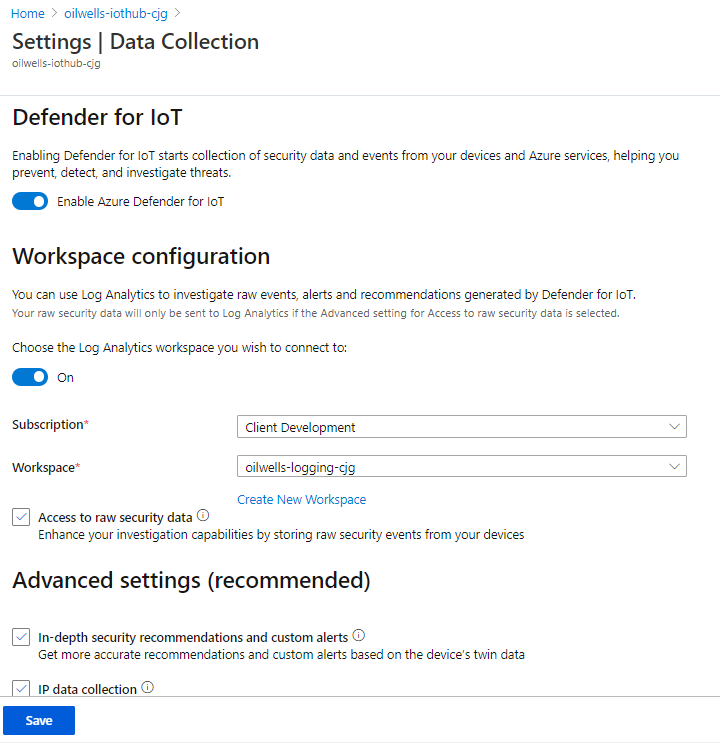 Home > oilwells-iothub-cjg >
Settings | Data Collection
oilwells-iothub-cjg
Defender for IoT
Enabling Defender for IoT starts collection of security data and events from your devices and Azure services, helping you
prevent, detect, and investigate threats.
Enable Azure Defender for IoT
Workspace configuration
You can use Log Analytics to investigate raw events, alerts and recommendations generated by Defender for IoT.
Your raw security data will only be sent to Log Analytics if the Advanced setting for Access to raw security data is selected.
Choose the Log Analytics workspace you wish to connect to:
On
Subscription* Client Development
Workspace* oilwells-logging-cjg
Create New Workspace
Access to raw security data
Enhance your investigation capabilities by storing raw security events from your devices
Advanced settings (recommended)
In-depth security recommendations and custom alerts
Get more accurate recommendations and custom alerts based on the device's twin data
IP data collection
Save